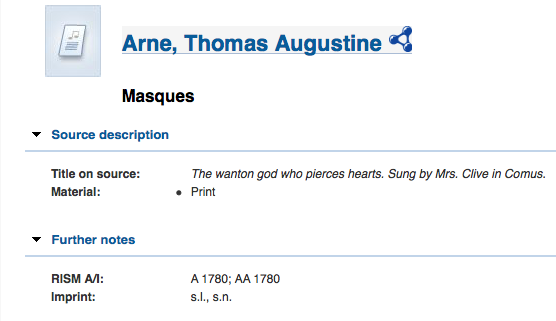 Arne, Thomas Augustine
Masques
Source description
Title on source: The wanton god who pierces hearts. Sung by Mrs. Clive in Comus.
Material: • Print
Further notes
RISM A/I: A 1780; AA 1780
Imprint: s.l., s.n.